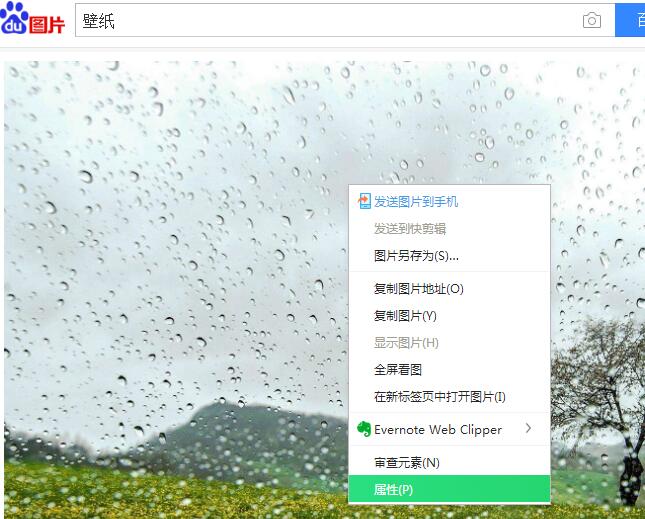 du图片 壁纸
发送图片到手机
发送到快剪辑
图片另存为(S)...
复制图片地址(O)
复制图片(Y)
显示图片(H)
全屏看图
在新标签页中打开图片(I)
Evernote Web Clipper
审查元素(N)
属性(P)